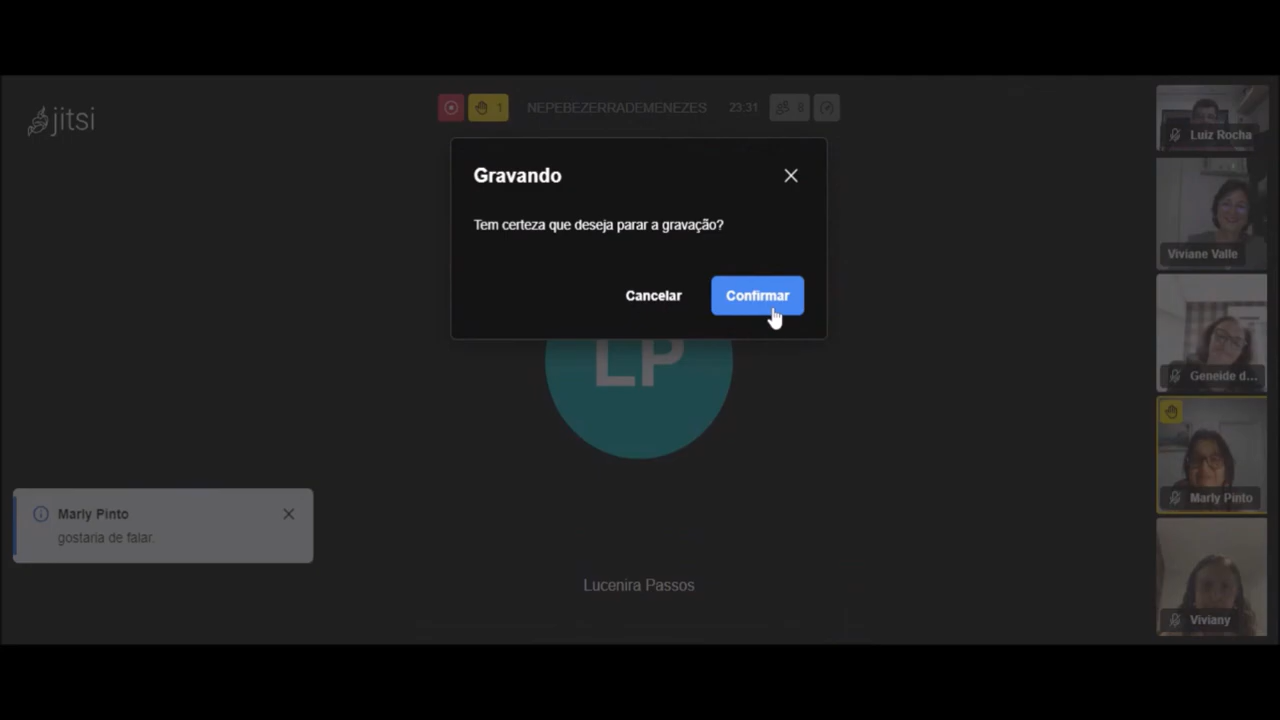 jitsi
1
NEPEBEZERRADEMENEZES
23:31
8
Gravando
Tem certeza que deseja parar a gravação?
Cancelar
Confirmar
LP
Lucenira Passos
Marly Pinto
gostaria de falar.
Luiz Rocha
Viviane Valle
Geneide d...
Marly Pinto
Viviany